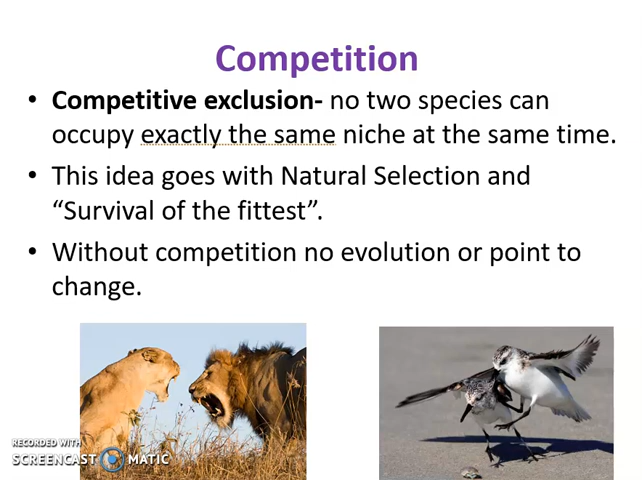 Competition
• Competitive exclusion- no two species can
occupy exactly the same niche at the same time.
• This idea goes with Natural Selection and
“Survival of the fittest”.
• Without competition no evolution or point to
change.
RECORDED WITH
SCREENCAST MATIC